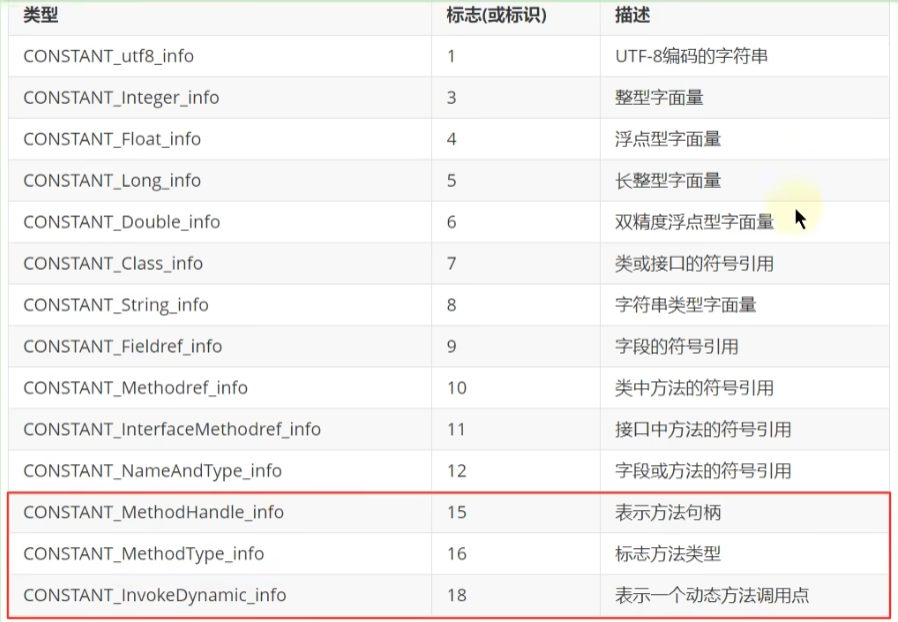 类型 标志(或标识) 描述
CONSTANT_utf8_info 1 UTF-8编码的字符串
CONSTANT_Integer_info 3 整型字面量
CONSTANT_Float_info 4 浮点型字面量
CONSTANT_Long_info 5 长整型字面量
CONSTANT_Double_info 6 双精度浮点型字面量
CONSTANT_Class_info 7 类或接口的符号引用
CONSTANT_String_info 8 字符串类型字面量
CONSTANT_Fieldref_info 9 字段的符号引用
CONSTANT_Methodref_info 10 类中方法的符号引用
CONSTANT_InterfaceMethodref_info 11 接口中方法的符号引用
CONSTANT_NameAndType_info 12 字段或方法的符号引用
CONSTANT_MethodHandle_info 15 表示方法句柄
CONSTANT_MethodType_info 16 标志方法类型
CONSTANT_InvokeDynamic_info 18 表示一个动态方法调用点